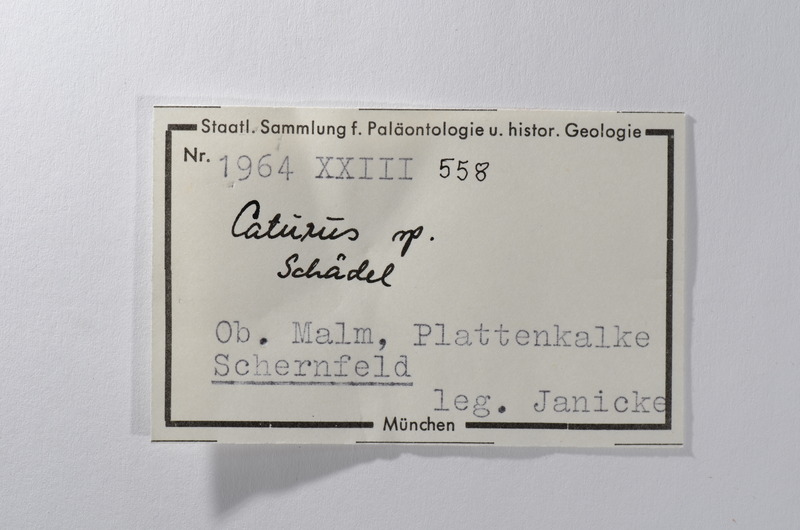 Staatl. Sammlung f. Paläontologie u. histor. Geologie
Nr. 1964 XXIII 558
Caturus sp.
Schädel
Ob. Malm, Plattenkalke
Schernfeld
leg. Janicke
München